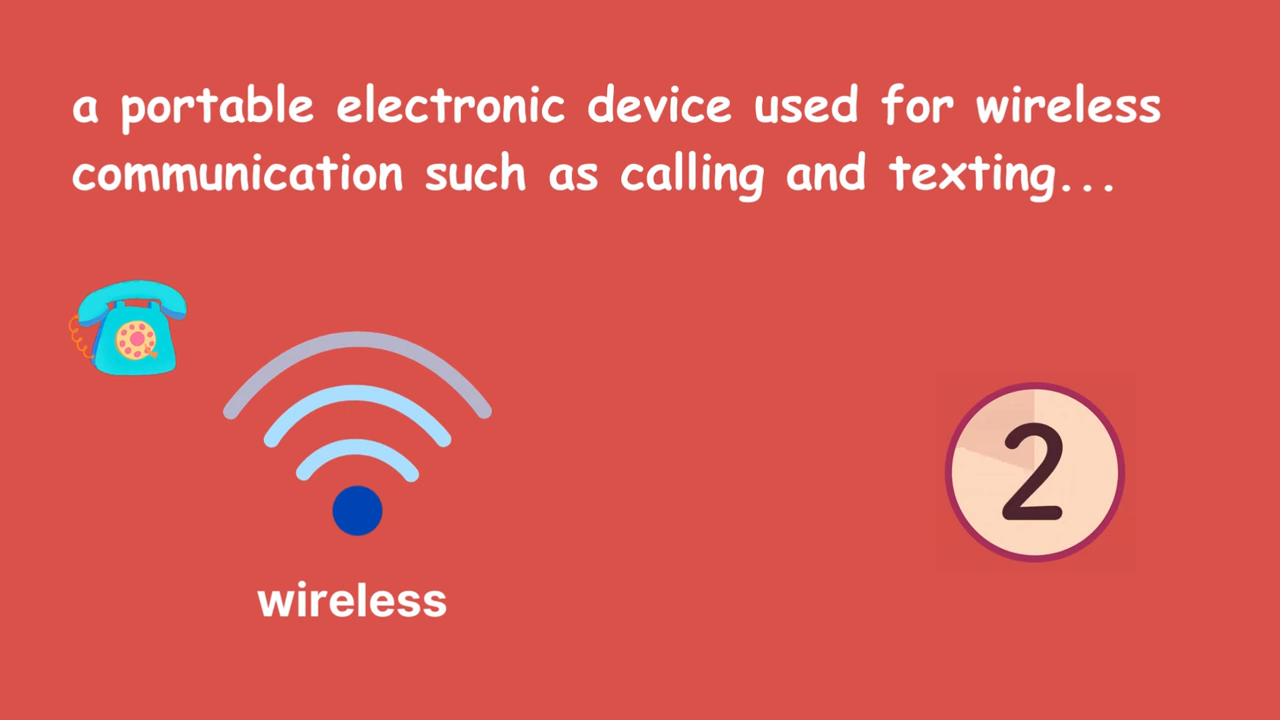 a portable electronic device used for wireless
communication such as calling and texting...
2
wireless